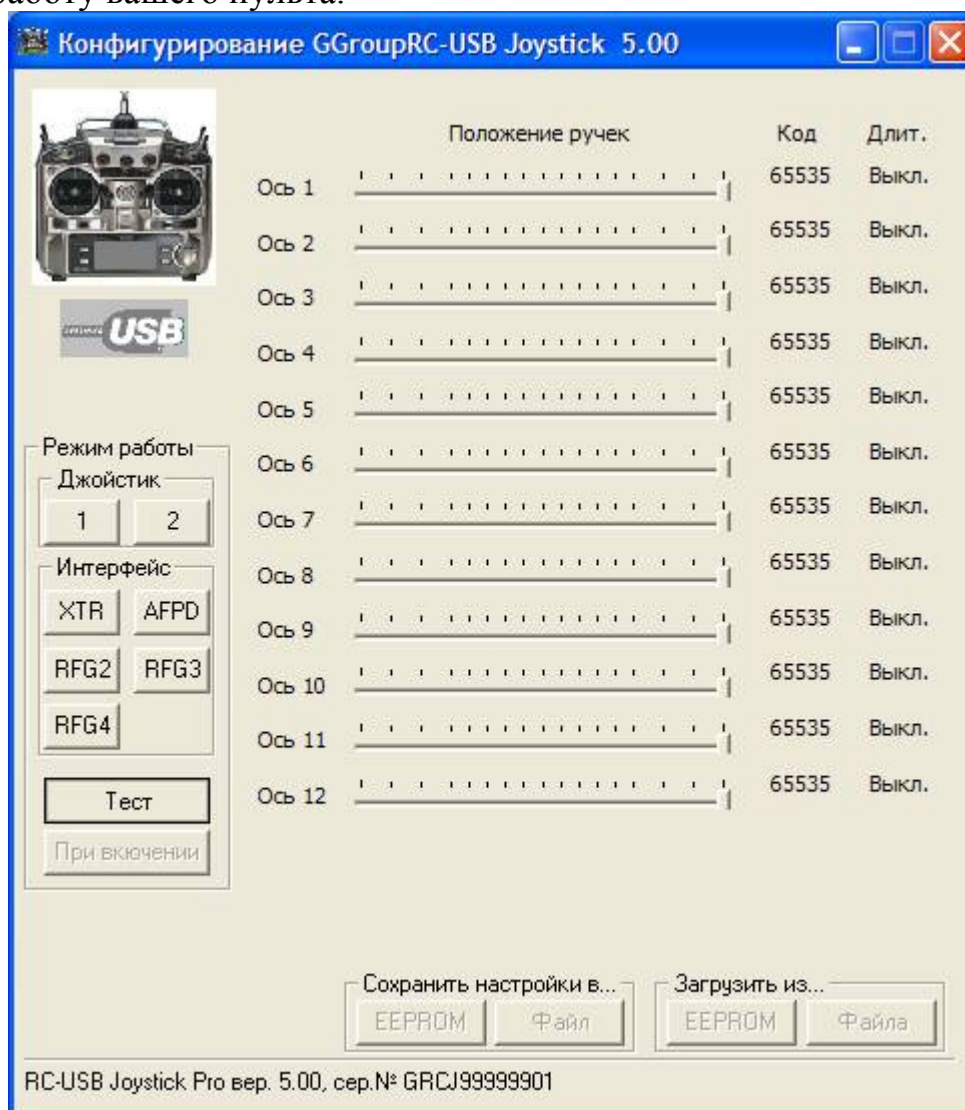 работу вашего пульта.
Конфигурирование GGroupRC-USB Joystick 5.00
Положение ручек Код Длит.
Ось 1 65535 Выкл.
Ось 2 65535 Выкл.
Ось 3 65535 Выкл.
USB
Ось 4 65535 Выкл.
Ось 5 65535 Выкл.
Режим работы
Ось 6 65535 Выкл.
Джойстик
1 2
Ось 7 65535 Выкл.
Интерфейс
Ось 8 65535 Выкл.
XTR AFPD
Ось 9 65535 Выкл.
RFG2 RFG3
Ось 10 65535 Выкл.
RFG4
Ось 11 65535 Выкл.
Тест
Ось 12 65535 Выкл.
При вкючении
Сохранить настройки в... Загрузить из...
EEPROM Файл EEPROM Файла
RC-USB Joystick Pro вер. 5.00, сер.№ GRCJ99999901